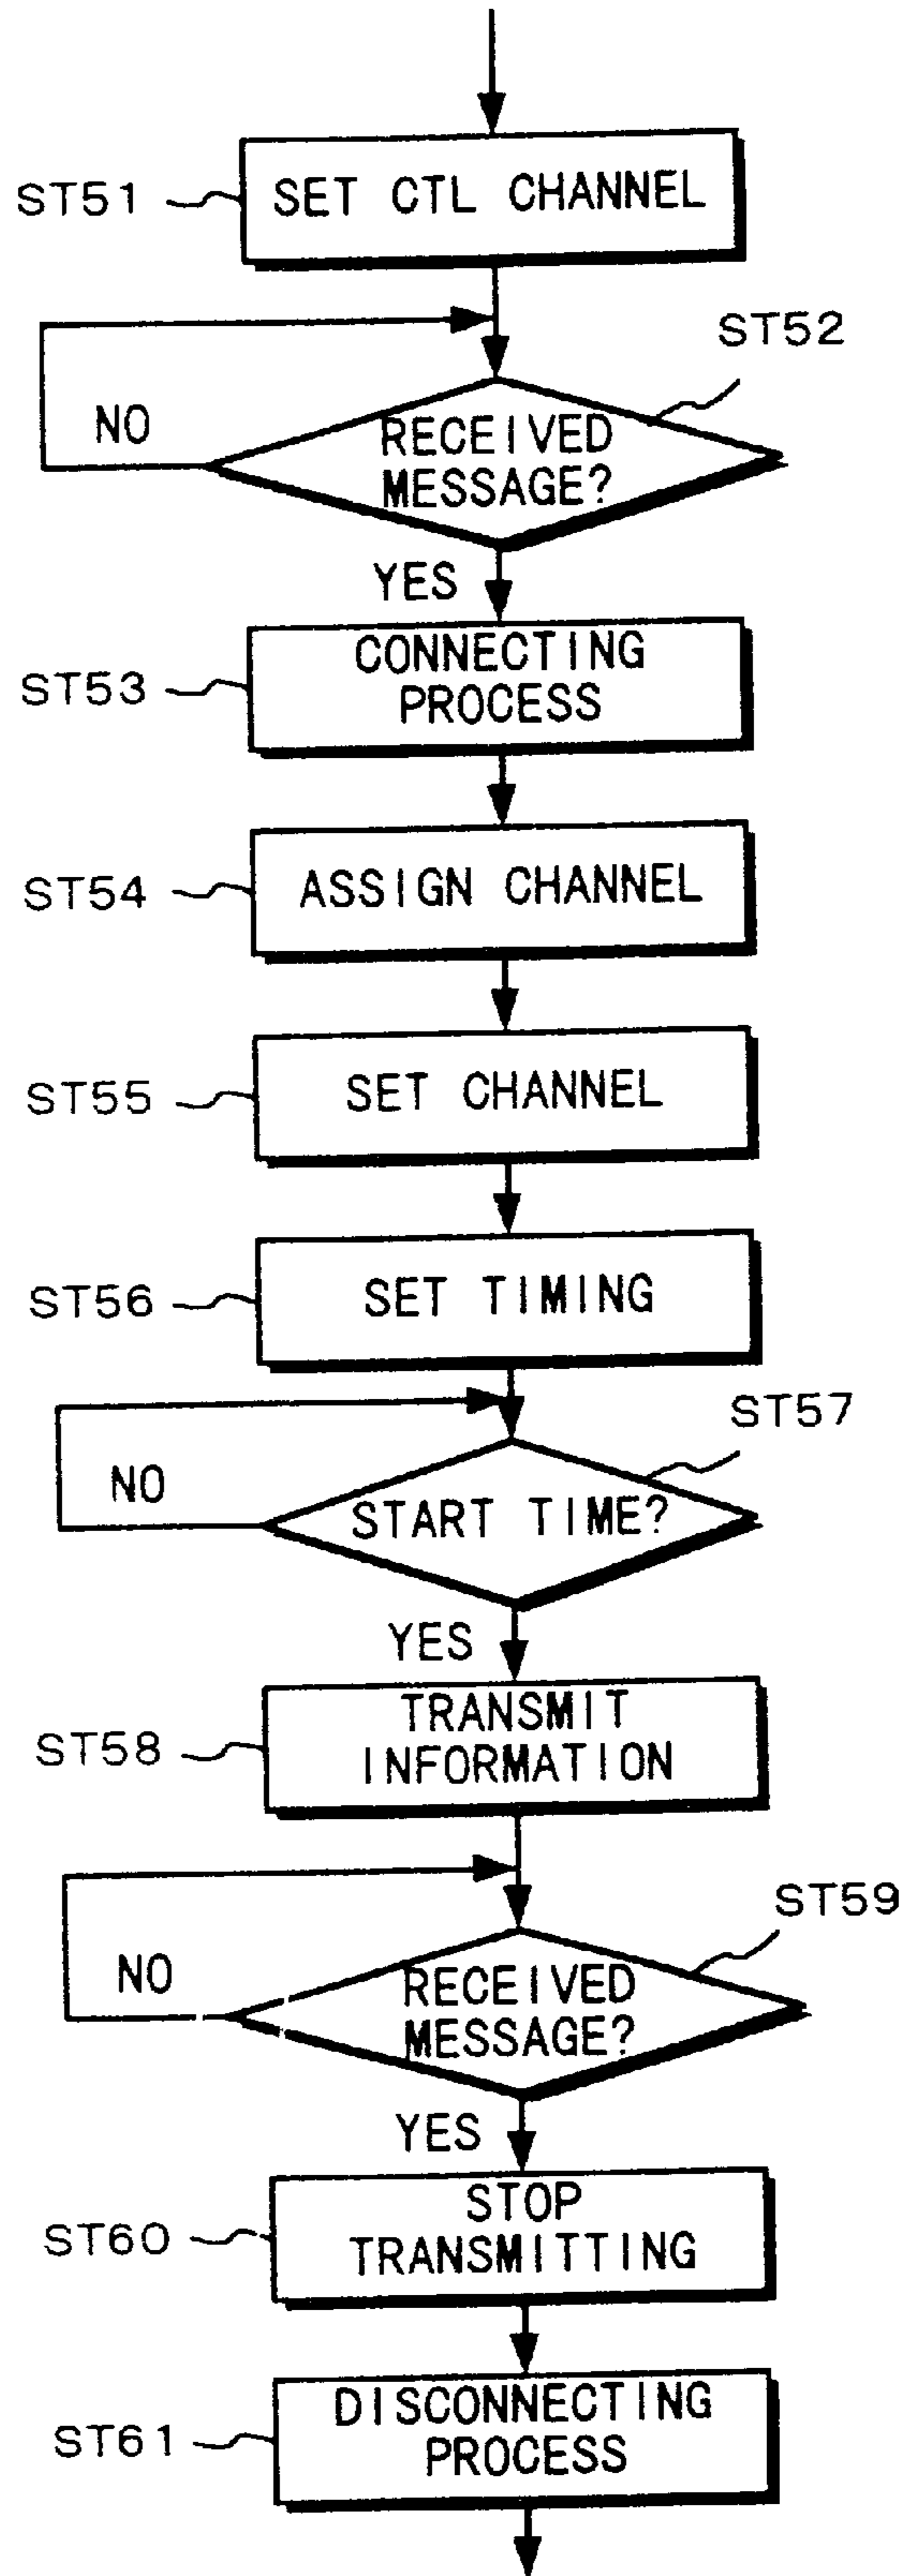 ST51
SET CTL CHANNEL
ST52
NO
RECEIVED
MESSAGE?
YES
ST53
CONNECTING
PROCESS
ST54
ASSIGN CHANNEL
ST55
SET CHANNEL
ST56
SET TIMING
ST57
NO
START TIME?
YES
ST58
TRANSMIT
INFORMATION
ST59
NO
RECEIVED
MESSAGE?
YES
ST60
STOP
TRANSMITTING
ST61
DISCONNECTING
PROCESS